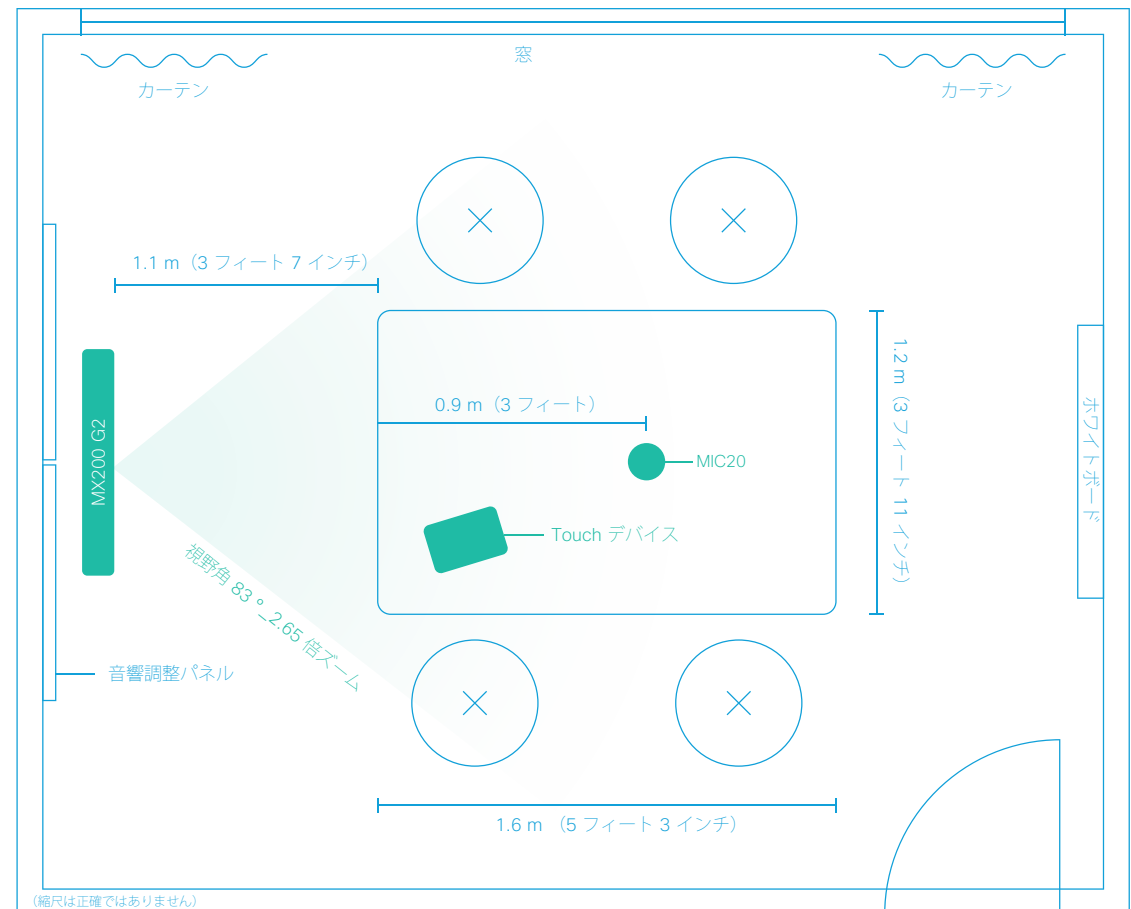 窓
カーテン
カーテン
1.1 m（3 フィート 7 インチ）
0.9 m（3 フィート）
1.2 m（3 フィート 11 インチ）
ホワイトボード
MX200 G2
MIC20
Touch デバイス
視野角 83 °_2.65 倍ズーム
音響調整パネル
1.6 m （5 フィート 3 インチ）
（縮尺は正確ではありません）